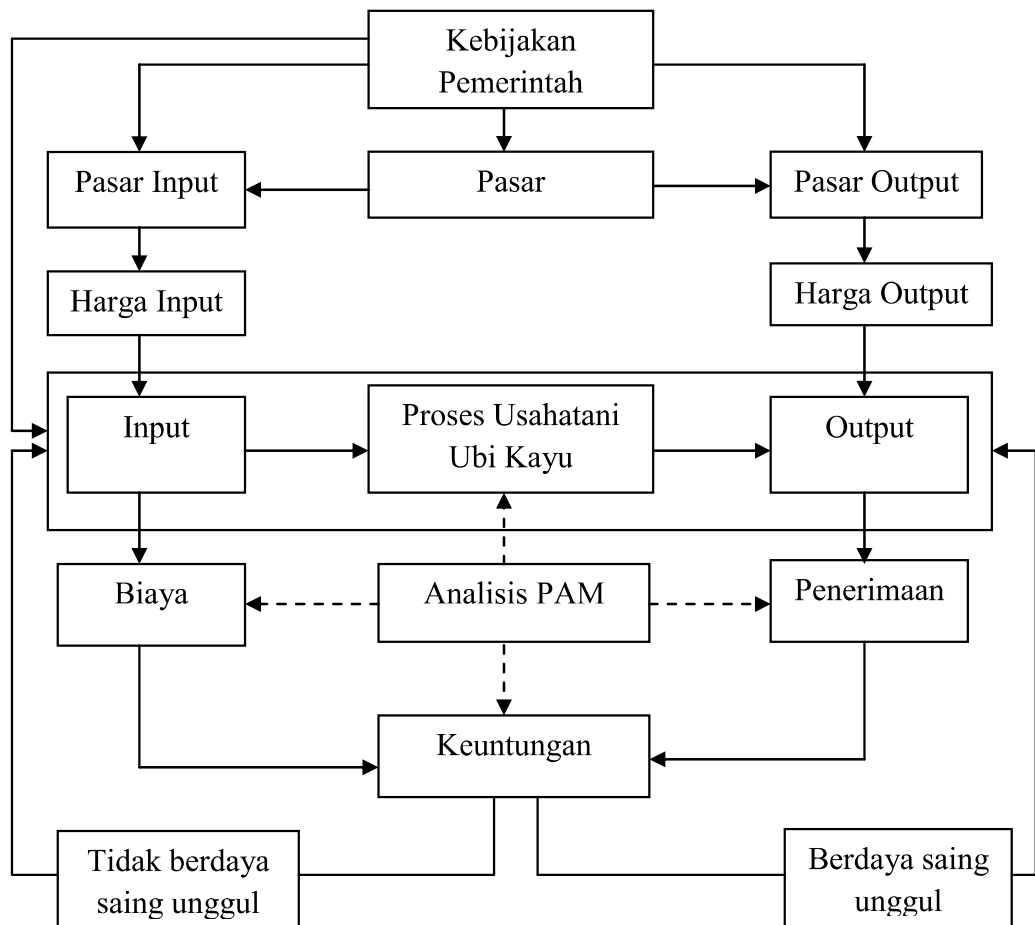 Kebijakan
Pemerintah
Pasar Input
Pasar
Pasar Output
Harga Input
Harga Output
Input
Proses Usahatani
Ubi Kayu
Output
Biaya
Analisis PAM
Penerimaan
Keuntungan
Tidak berdaya
saing unggul
Berdaya saing
unggul